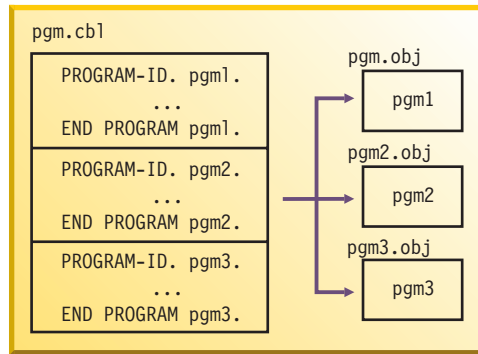 pgm.cbl
PROGRAM-ID. pgm1.
...
END PROGRAM pgm1.
PROGRAM-ID. pgm2.
...
END PROGRAM pgm2.
PROGRAM-ID. pgm3.
...
END PROGRAM pgm3.
pgm.obj
pgm1
pgm2.obj
pgm2
pgm3.obj
pgm3